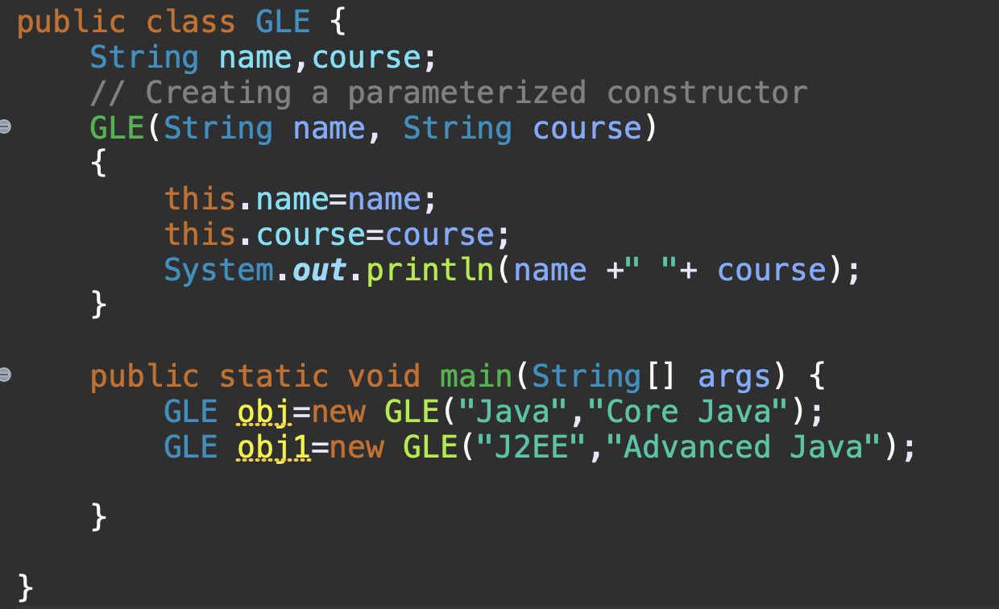 public class GLE {
    String name,course;
    // Creating a parameterized constructor
    GLE(String name, String course)
    {
        this.name=name;
        this.course=course;
        System.out.println(name +" "+ course);
    }
    public static void main(String[] args) {
        GLE obj=new GLE("Java","Core Java");
        GLE obj1=new GLE("J2EE","Advanced Java");
    }
}